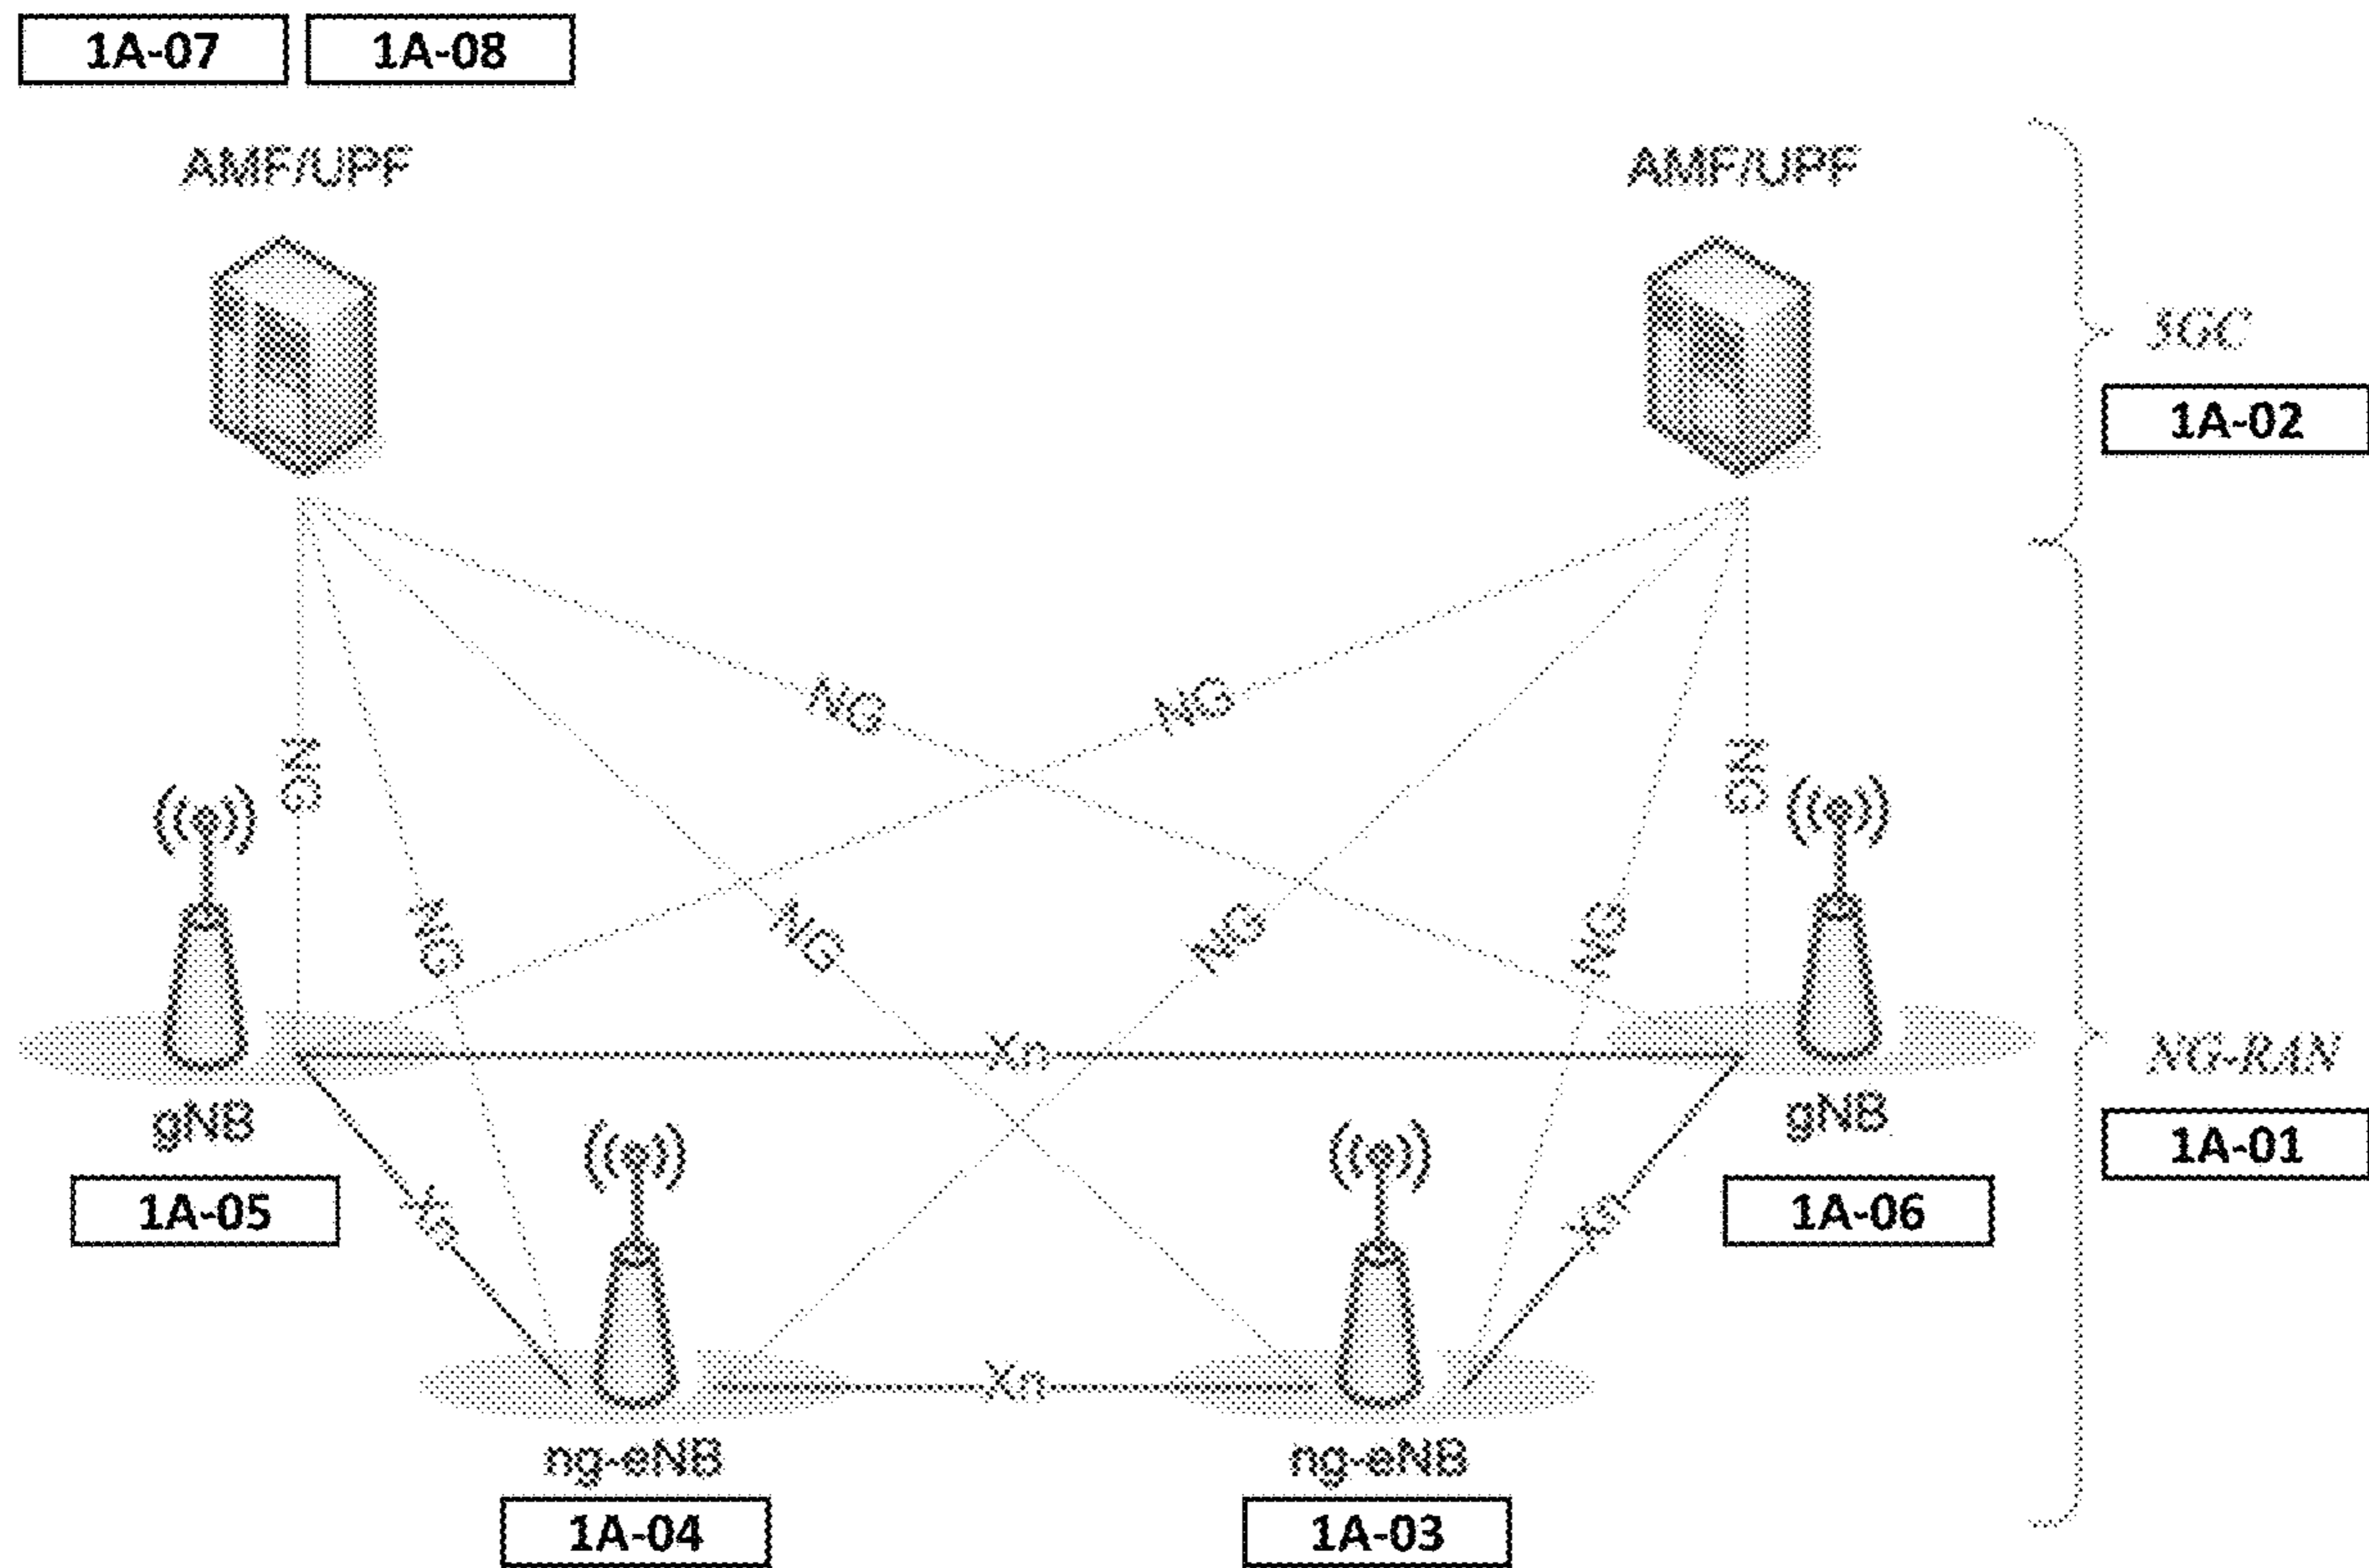 1A-07 1A-08
AMF/UPF AMF/UPF
5GC
1A-02
NG NG
NG NG
NG NG NG NG
Xn
gNB gNB
NG-RAN
1A-01
1A-05 1A-06
Xn Xn
Xn
ng-eNB ng-eNB
1A-04 1A-03